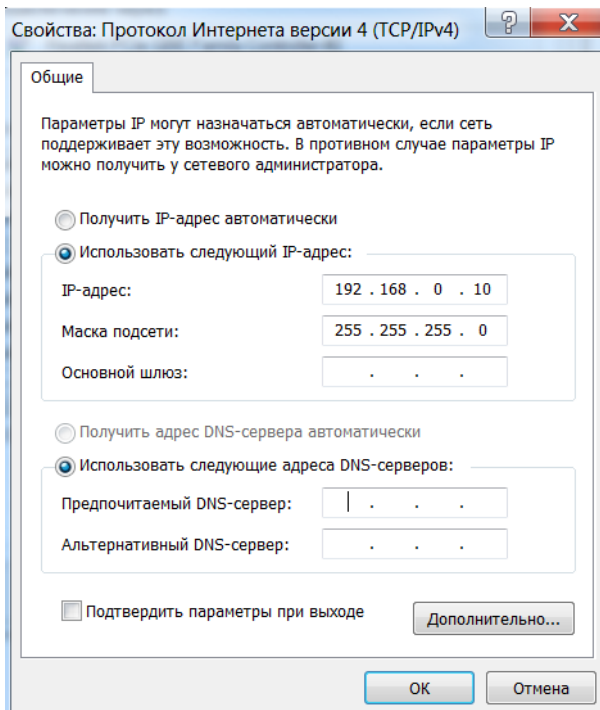 Свойства: Протокол Интернета версии 4 (TCP/IPv4)
Общие
Параметры IP могут назначаться автоматически, если сеть
поддерживает эту возможность. В противном случае параметры IP
можно получить у сетевого администратора.
Получить IP-адрес автоматически
Использовать следующий IP-адрес:
IP-адрес: 192 . 168 . 0 . 10
Маска подсети: 255 . 255 . 255 . 0
Основной шлюз: . . .
Получить адрес DNS-сервера автоматически
Использовать следующие адреса DNS-серверов:
Предпочитаемый DNS-сервер: . . .
Альтернативный DNS-сервер: . . .
Подтвердить параметры при выходе
Дополнительно...
ОК Отмена